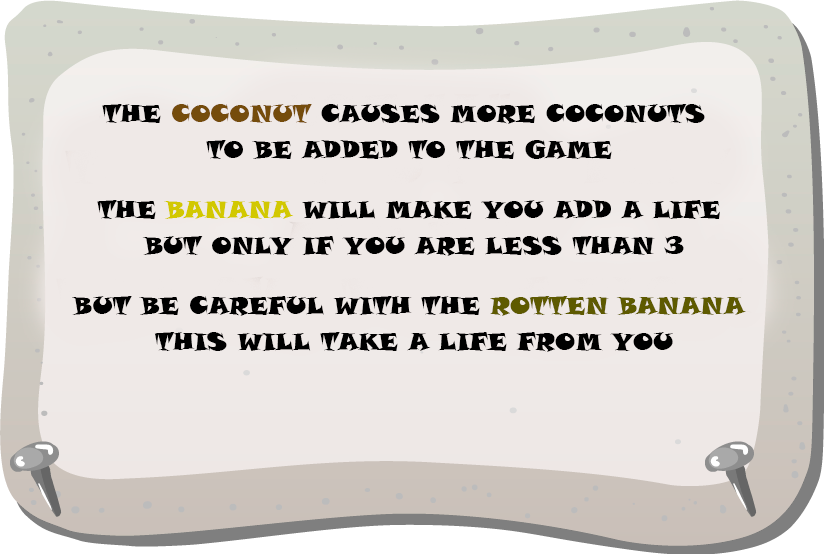 THE COCONUT CAUSES MORE COCONUTS
TO BE ADDED TO THE GAME
THE BANANA WILL MAKE YOU ADD A LIFE
BUT ONLY IF YOU ARE LESS THAN 3
BUT BE CAREFUL WITH THE ROTTEN BANANA
THIS WILL TAKE A LIFE FROM YOU